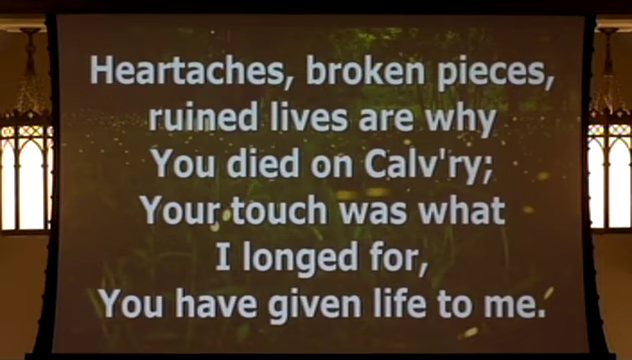 Heartaches, broken pieces,
ruined lives are why
You died on Calv'ry;
Your touch was what
I longed for,
You have given life to me.